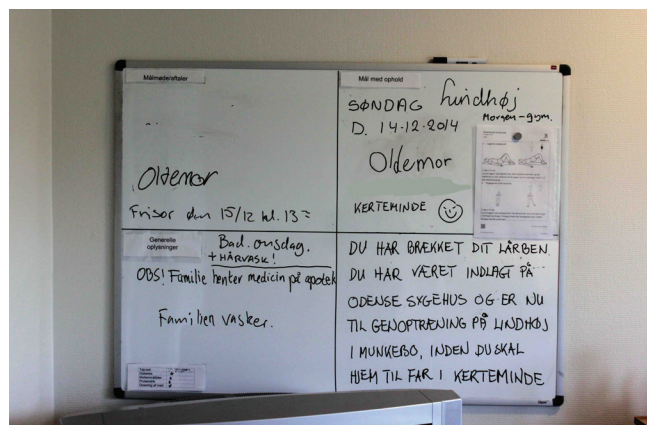 Målmøde/aftaler
Oldemor
Frisør den 15/12 kl. 13
Mål med ophold
SØNDAG Lindhøj
Morgen-gym.
D. 14-12-2014
Oldemor
KERTEMINDE
Generelle
oplysninger
Bad. onsdag.
+HÅRVASK!
OBS! Familie henter medicin på apotek
Familien vasker.
DU HAR BRÆKKET DIT LÅRBEN
DU HAR VÆRET INDLAGT PÅ
ODENSE SYGEHUS OG ER NU
TIL GENOPTRÆNING PÅ LINDHØJ
I MUNKEBO, INDEN DU SKAL
HJEM TIL FAR I KERTEMINDE